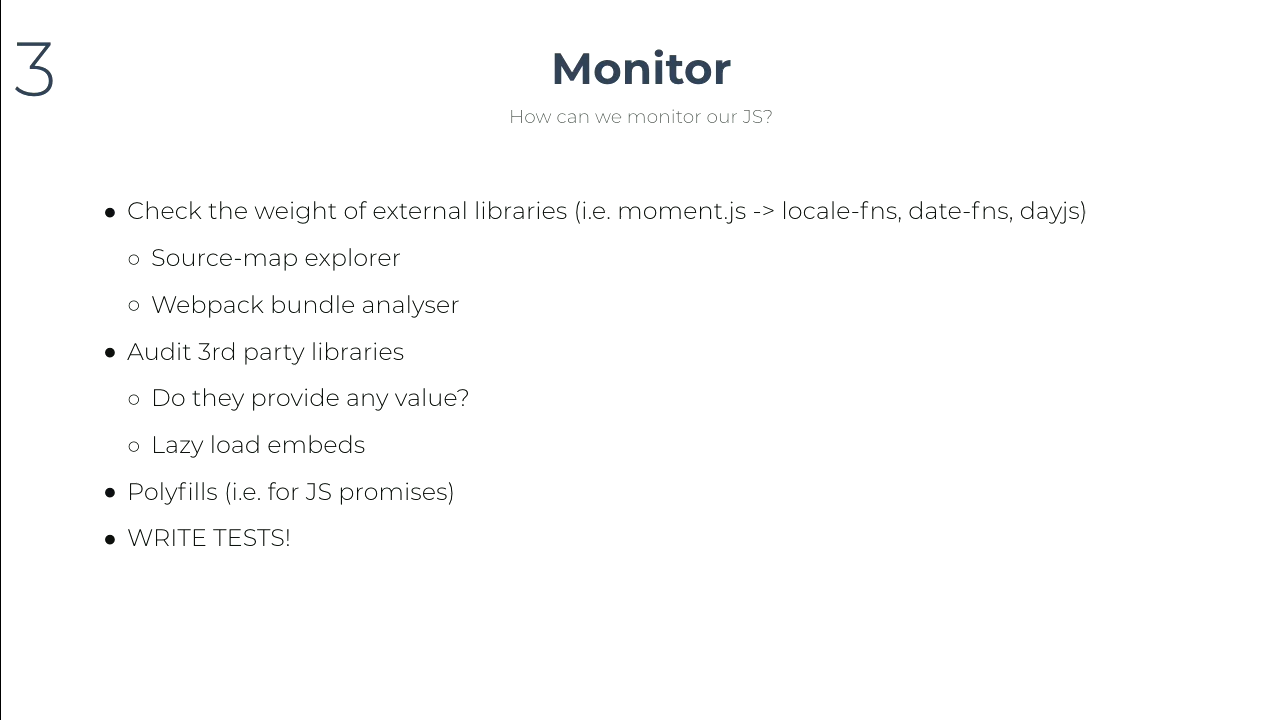 3
Monitor
How can we monitor our JS?
● Check the weight of external libraries (i.e. moment.js -> locale-fns, date-fns, dayjs)
○ Source-map explorer
○ Webpack bundle analyser
● Audit 3rd party libraries
○ Do they provide any value?
○ Lazy load embeds
● Polyfills (i.e. for JS promises)
● WRITE TESTS!